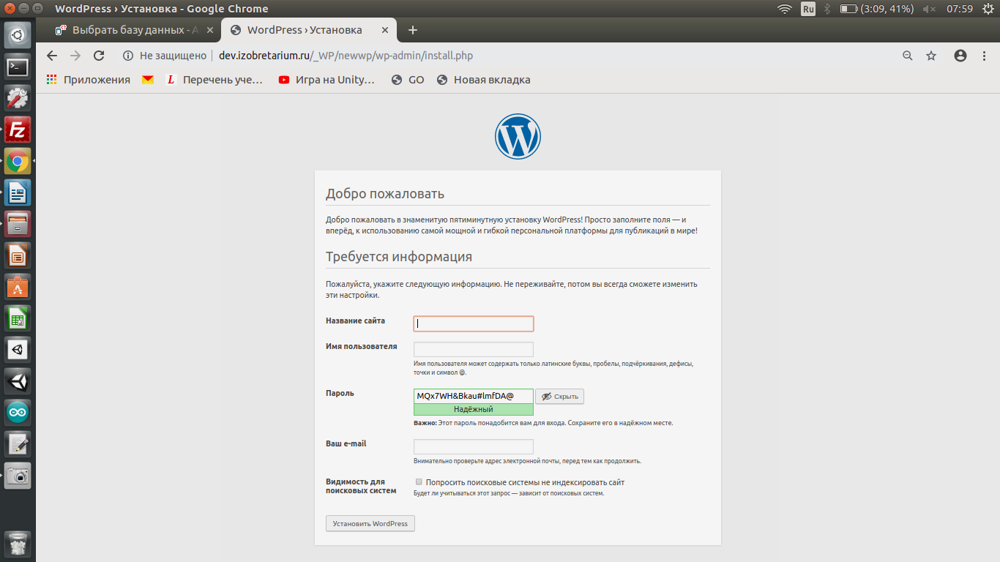 WordPress › Установка - Google Chrome
Ru
(3:09, 41%)
07:59
Выбрать базу данных - A
WordPress › Установка
Не защищено
dev.izobretarium.ru/_WP/newwp/wp-admin/install.php
Приложения
L Перечень уче…
Игра на Unity…
GO
Новая вкладка
Добро пожаловать
Добро пожаловать в знаменитую пятиминутную установку WordPress! Просто заполните поля — и
вперёд, к использованию самой мощной и гибкой персональной платформы для публикаций в мире!
Требуется информация
Пожалуйста, укажите следующую информацию. Не переживайте, потом вы всегда сможете изменить
эти настройки.
Название сайта
Имя пользователя
Имя пользователя может содержать только латинские буквы, пробелы, подчёркивания, дефисы,
точки и символ @.
Пароль
MQx7WH&Bkau#lmfDA@
Скрыть
Надёжный
Важно: Этот пароль понадобится вам для входа. Сохраните его в надёжном месте.
Ваш e-mail
Внимательно проверьте адрес электронной почты, перед тем как продолжить.
Видимость для
поисковых систем
Попросить поисковые системы не индексировать сайт
Будет ли учитываться этот запрос — зависит от поисковых систем.
Установить WordPress